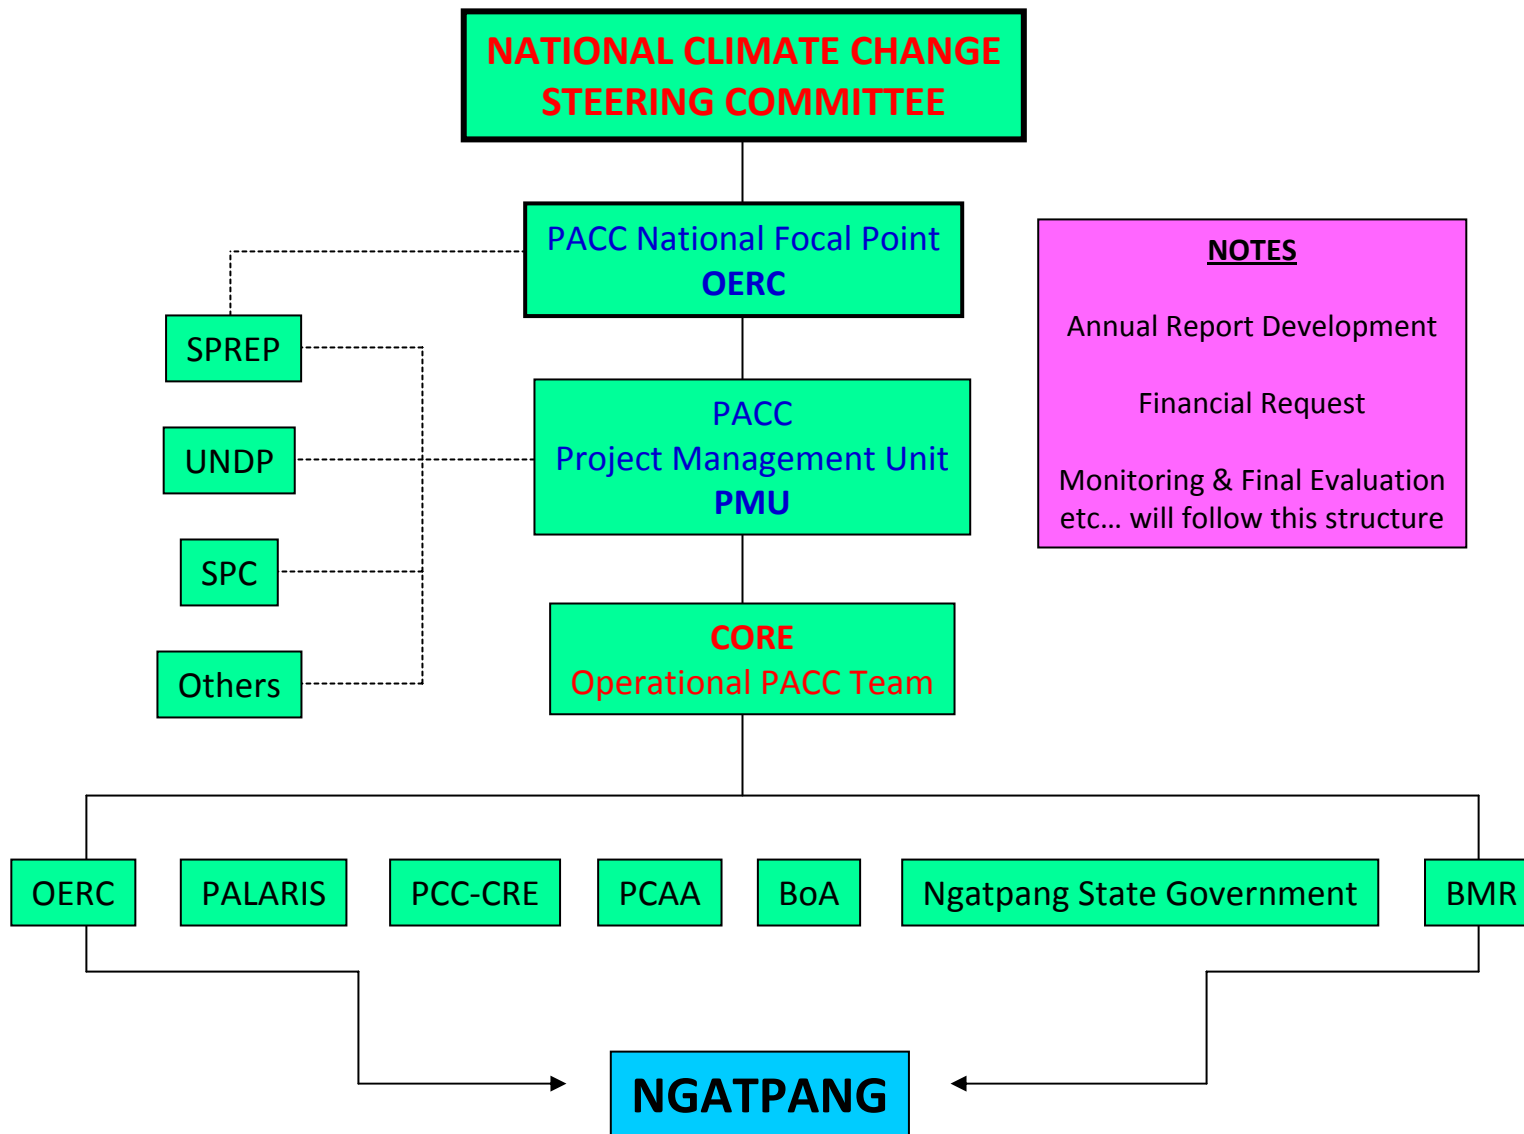 NATIONAL CLIMATE CHANGE
STEERING COMMITTEE
PACC National Focal Point
OERC
NOTES
Annual Report Development
Financial Request
Monitoring & Final Evaluation
etc... will follow this structure
SPREP
UNDP
SPC
Others
PACC
Project Management Unit
PMU
CORE
Operational PACC Team
OERC
PALARIS
PCC-CRE
PCAA
BoA
Ngatpang State Government
BMR
NGATPANG